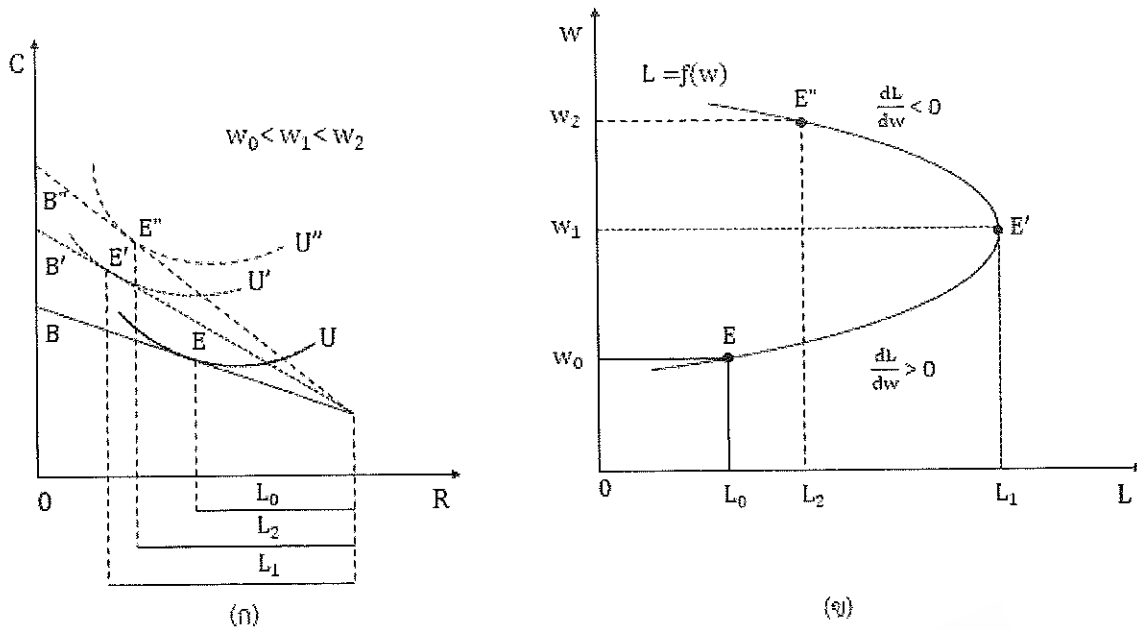 C
w₀ < w₁ < w₂
B"
E"
U"
B'
E'
U'
B
E
U
0
R
L₀
L₂
L₁
(ก)
w
L = f(w)
E"
dL/dw < 0
w₂
w₁
E'
E
w₀
dL/dw > 0
0
L₀
L₂
L₁
L
(ข)